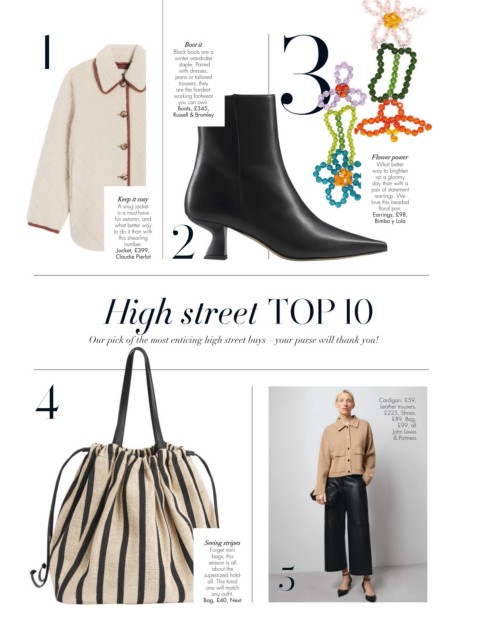 1
Keep it cosy
A snug jacket
is a must-have
for autumn, and
what better way
to do it than with
this shearling
number.
Jacket, £399,
Claudie Pierlot
Boot it
Black boots are a
winter wardrobe
staple. Paired
with dresses,
jeans or tailored
trousers, they
are the hardest
working footwear
you can own.
Boots, £345,
Russell & Bromley
2
3
Flower power
What better
way to brighten
up a gloomy
day than with a
pair of statement
earrings. We
love this beaded
floral pair.
Earrings, £98,
Bimba y Lola
High street TOP 10
Our pick of the most enticing high street buys – your purse will thank you!
4
Seeing stripes
Forget mini
bags, this
season is all
about the
supersized hold-
all. This tonal
one will match
any outfit.
Bag, £40, Next
Cardigan, £59,
Leather trousers,
£225, Shoes,
£89, Bag,
£99, all
John Lewis
& Partners
5